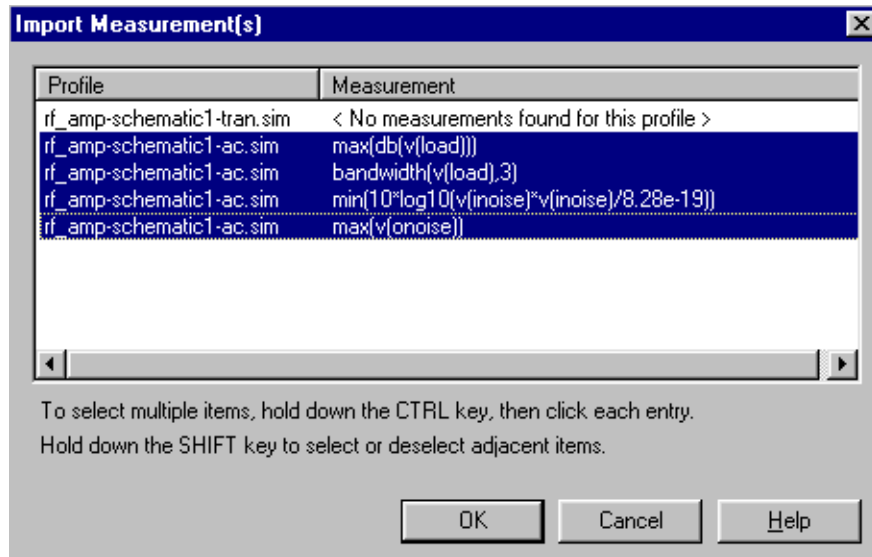 Import Measurement(s)
Profile Measurement
rf_amp-schematic1-tran.sim < No measurements found for this profile >
rf_amp-schematic1-ac.sim max(db(v(load)))
rf_amp-schematic1-ac.sim bandwidth(v(load),3)
rf_amp-schematic1-ac.sim min(10*log10(v(inoise)*v(inoise)/8.28e-19))
rf_amp-schematic1-ac.sim max(v(onoise))
To select multiple items, hold down the CTRL key, then click each entry.
Hold down the SHIFT key to select or deselect adjacent items.
OK Cancel Help